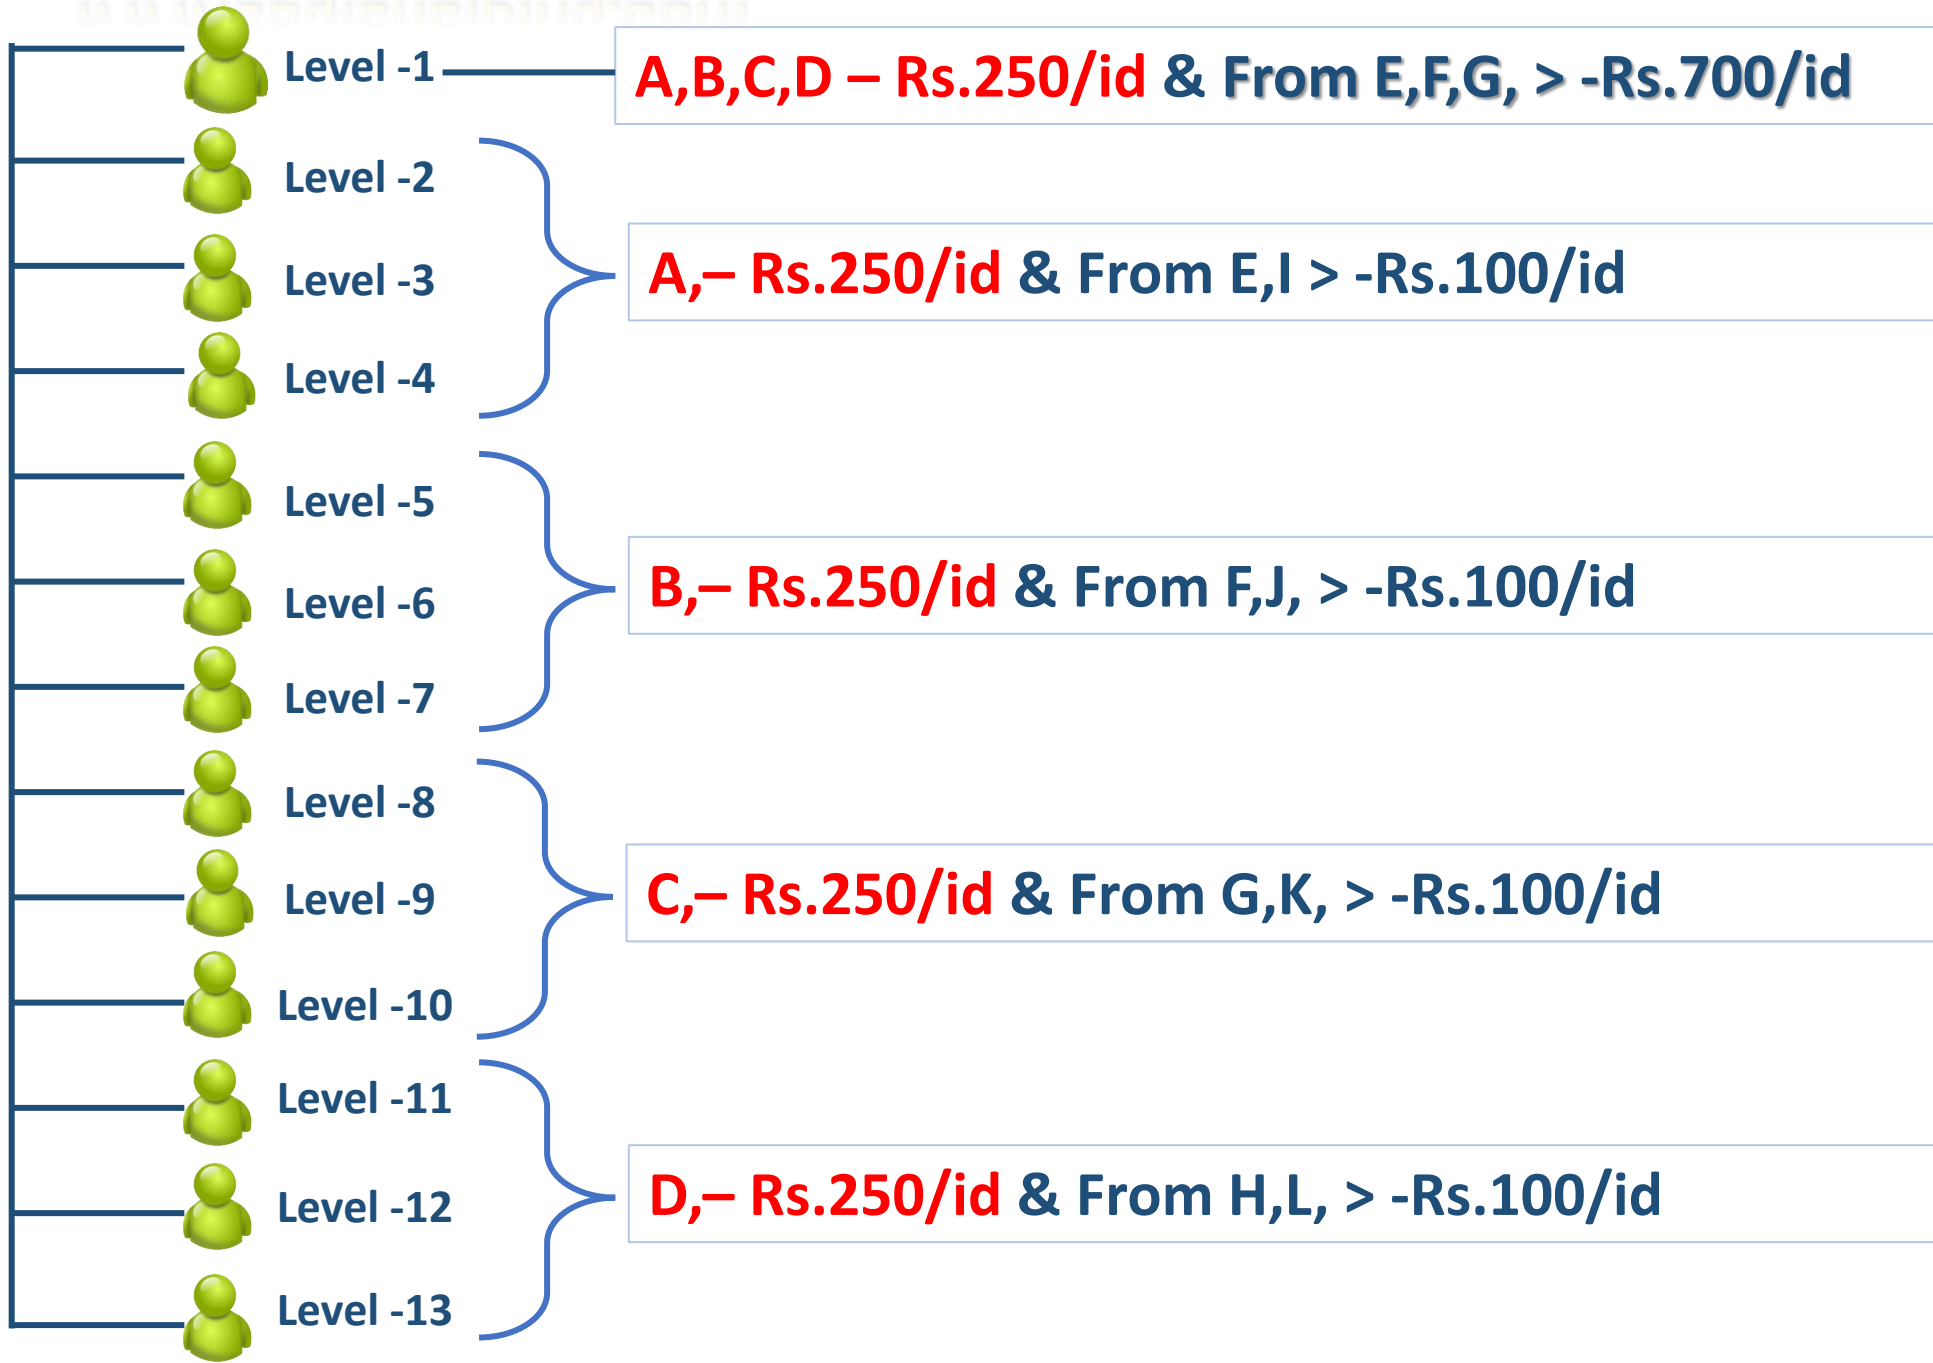 Level -1
A,B,C,D – Rs.250/id & From E,F,G, > -Rs.700/id
Level -2
Level -3
A,– Rs.250/id & From E,I > -Rs.100/id
Level -4
Level -5
Level -6
B,– Rs.250/id & From F,J, > -Rs.100/id
Level -7
Level -8
Level -9
C,– Rs.250/id & From G,K, > -Rs.100/id
Level -10
Level -11
Level -12
D,– Rs.250/id & From H,L, > -Rs.100/id
Level -13